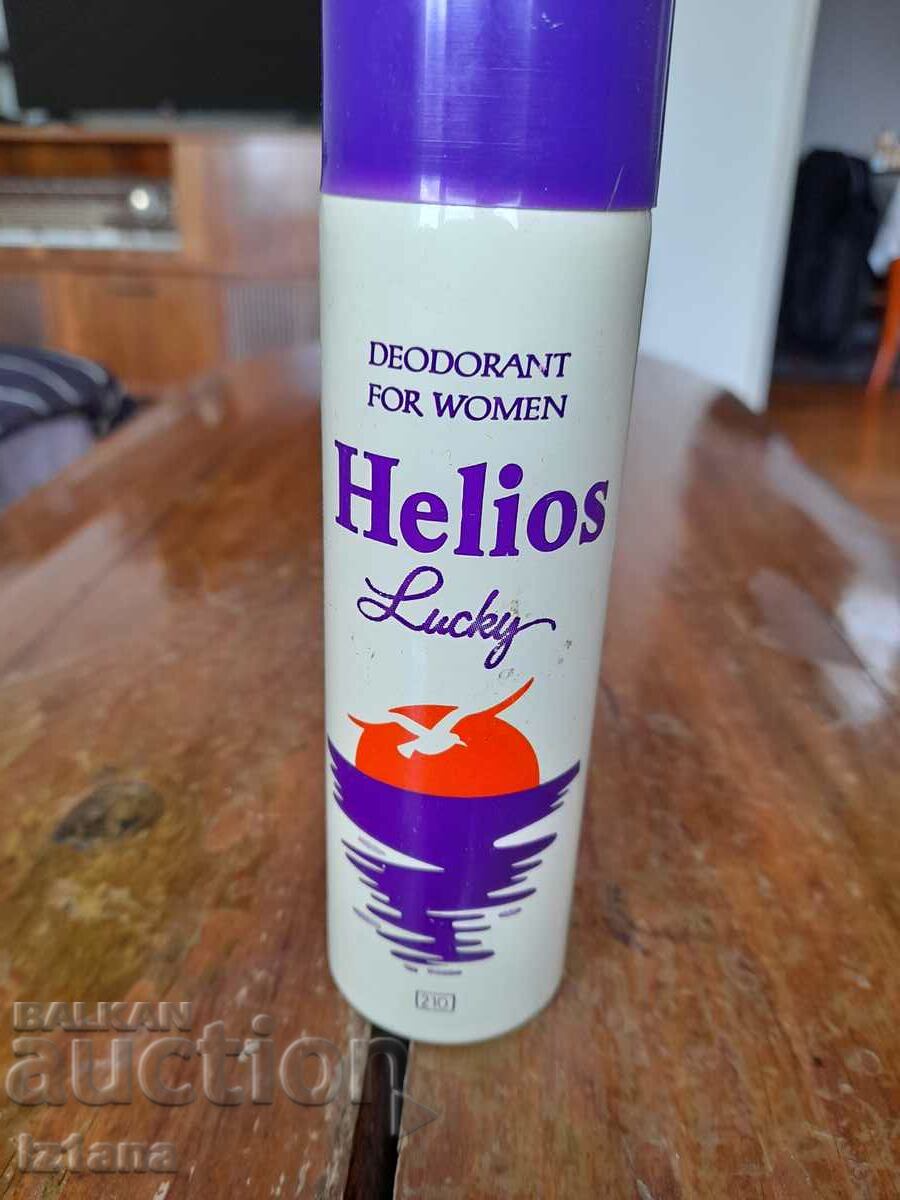 DEODORANT
FOR WOMEN
Helios
Lucky
210
BALKAN
auction
iztana